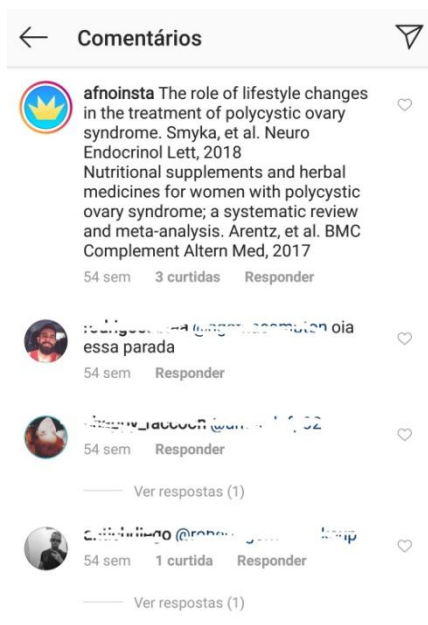 Comentários
afnoinsta The role of lifestyle changes
in the treatment of polycystic ovary
syndrome. Smyka, et al. Neuro
Endocrinol Lett, 2018
Nutritional supplements and herbal
medicines for women with polycystic
ovary syndrome; a systematic review
and meta-analysis. Arentz, et al. BMC
Complement Altern Med, 2017
54 sem 3 curtidas Responder
oia
essa parada
54 sem Responder
54 sem Responder
Ver respostas (1)
54 sem 1 curtida Responder
Ver respostas (1)